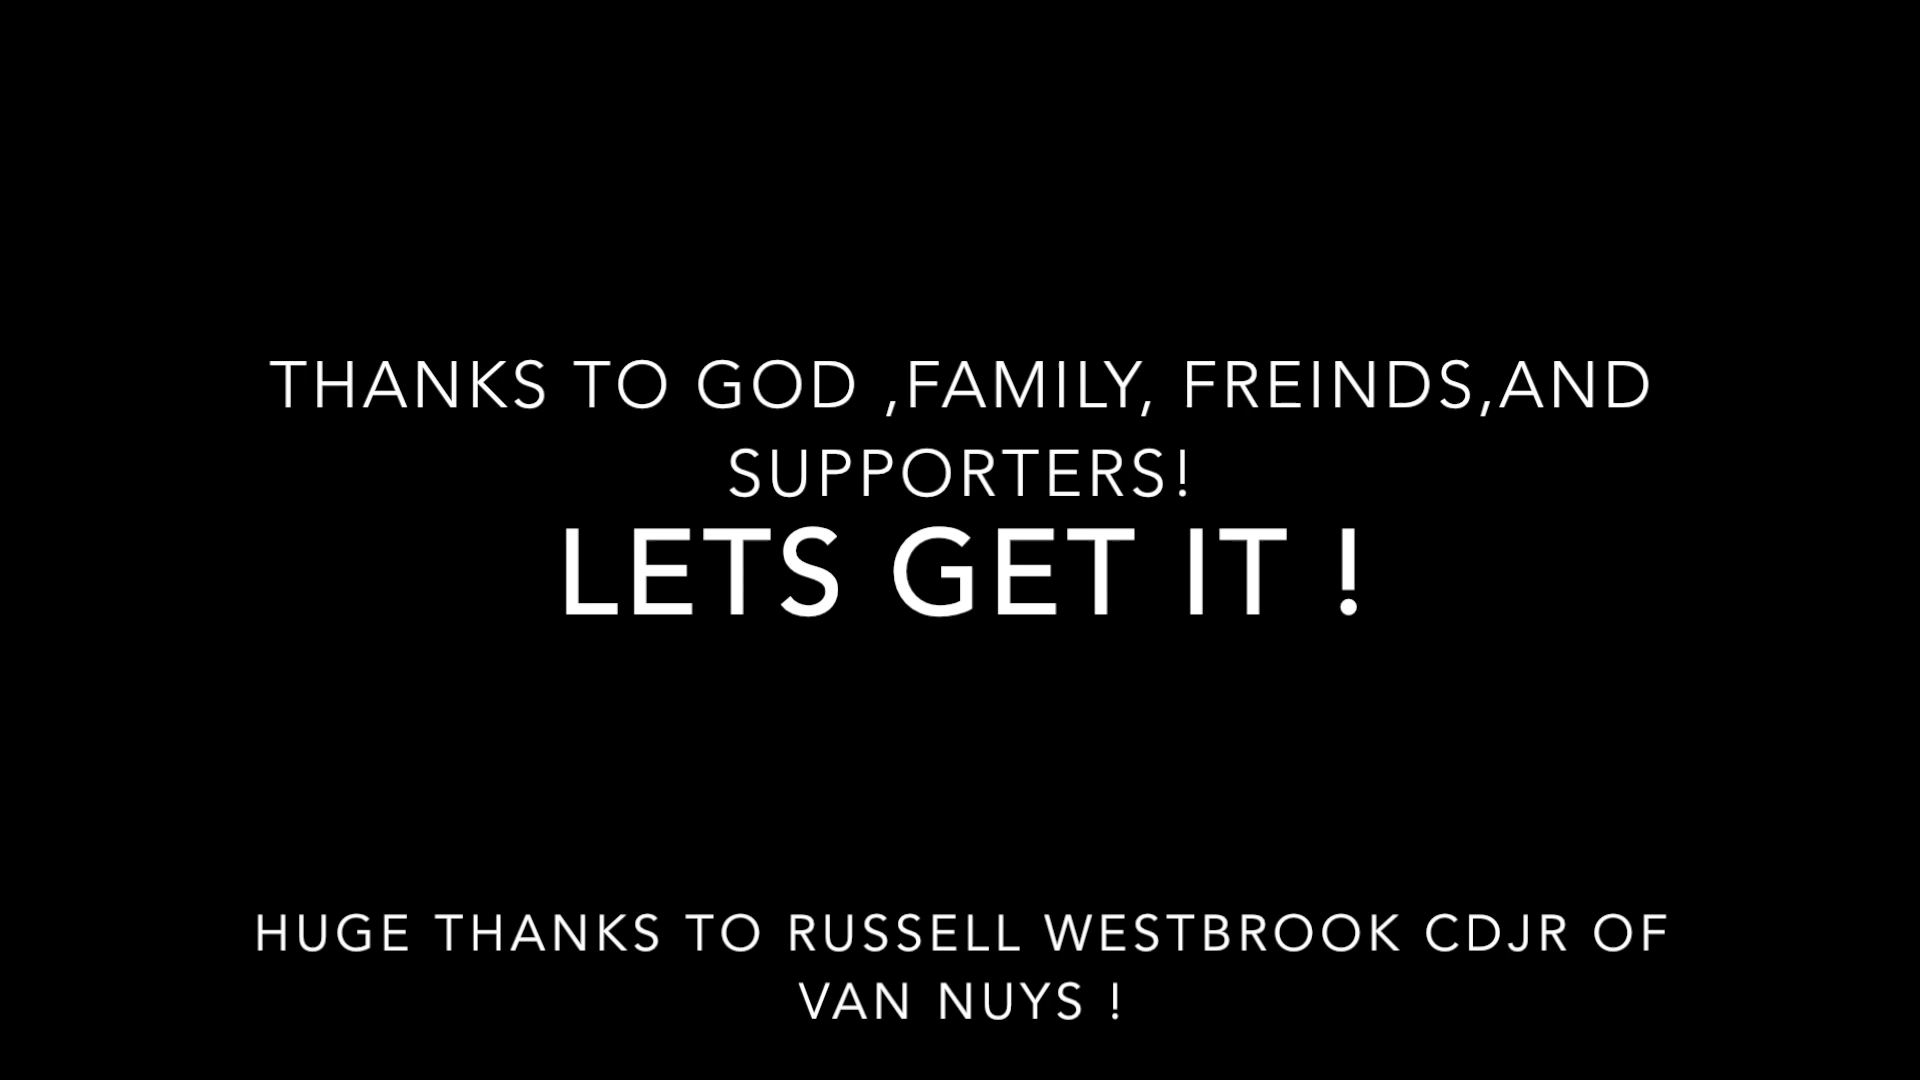 THANKS TO GOD ,FAMILY, FREINDS,AND
SUPPORTERS!
LETS GET IT !
HUGE THANKS TO RUSSELL WESTBROOK CDJR OF
VAN NUYS !